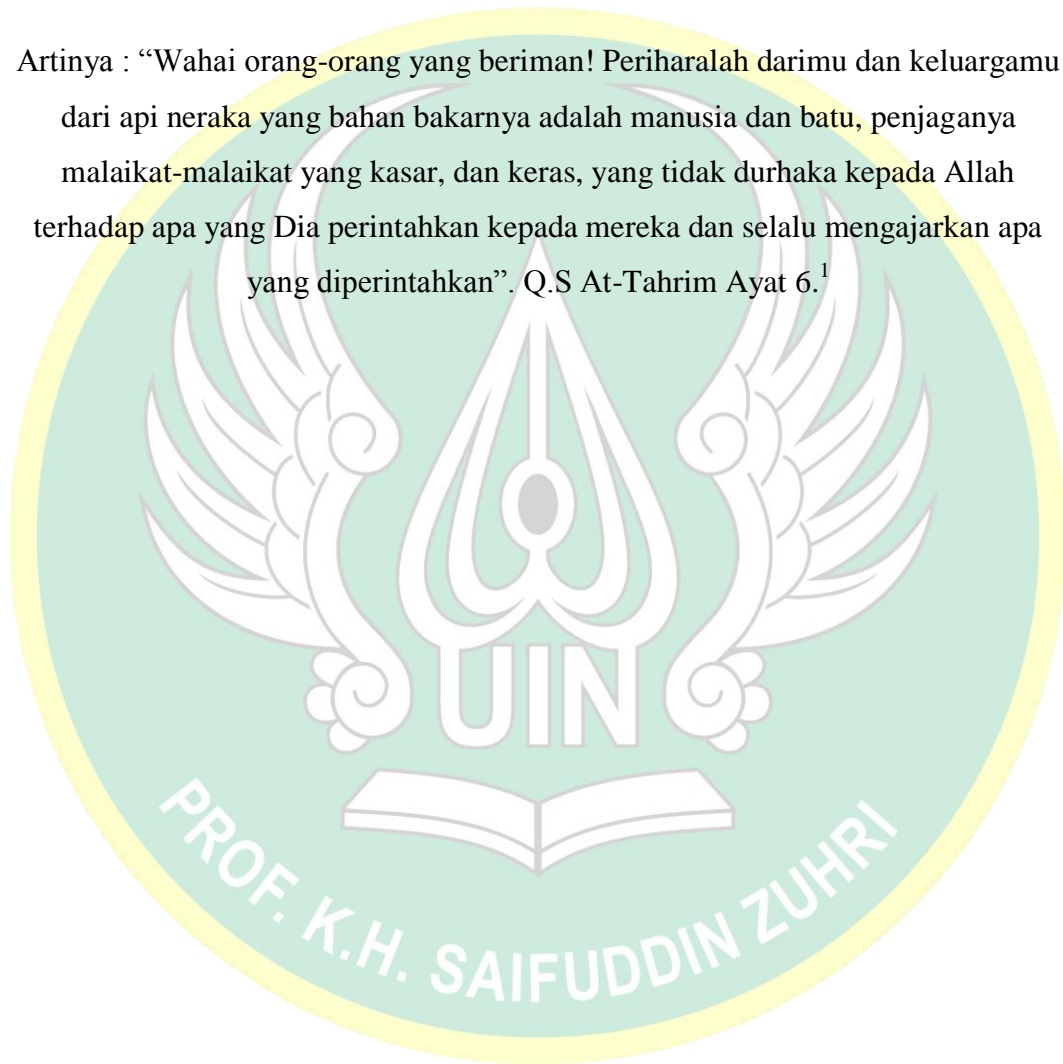 Artinya : “Wahai orang-orang yang beriman! Periharalah darimu dan keluargamu
dari api neraka yang bahan bakarnya adalah manusia dan batu, penjaganya
malaikat-malaikat yang kasar, dan keras, yang tidak durhaka kepada Allah
terhadap apa yang Dia perintahkan kepada mereka dan selalu mengajarkan apa
yang diperintahkan”. Q.S At-Tahrim Ayat 6.¹
UIN
PROF. K.H. SAIFUDDIN ZUHRI